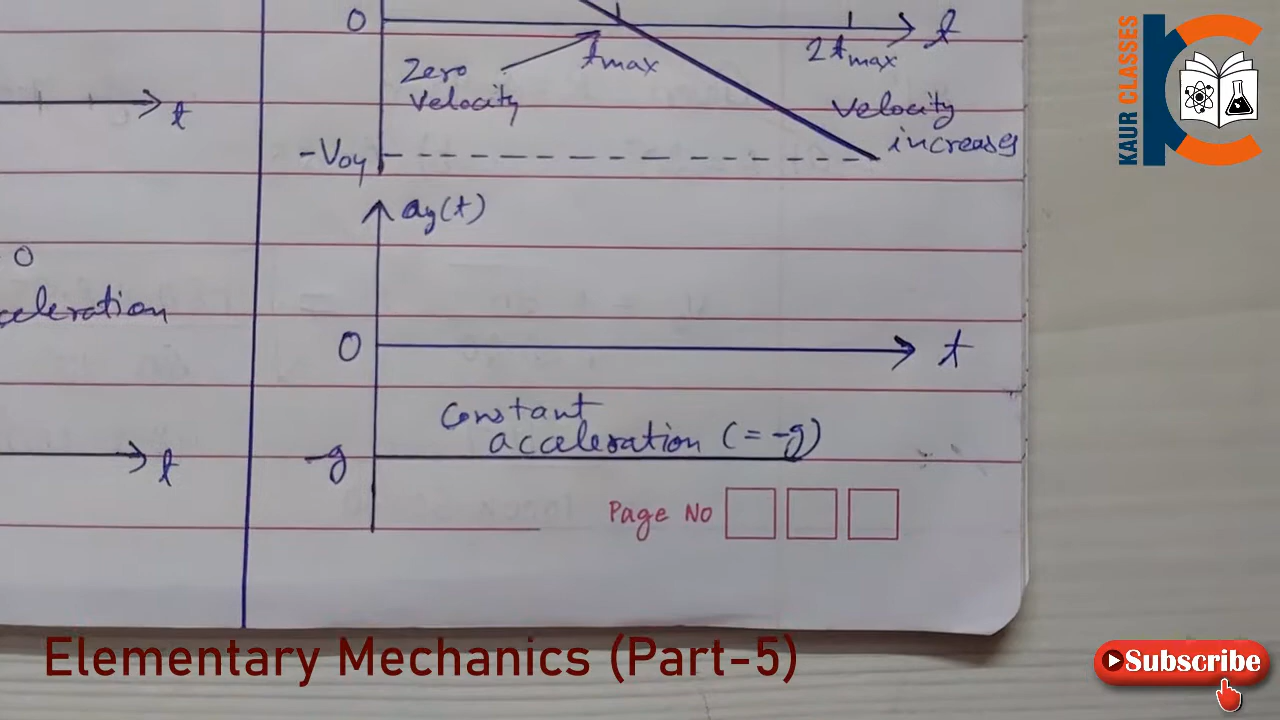 0
t
tmax
2tmax
Zero
velocity
velocity
increases
-Voy
t
ay(t)
0
celeration
0
t
Constant
acceleration (= -g)
-g
t
Page No
KAUR CLASSES
Elementary Mechanics (Part-5)
Subscribe